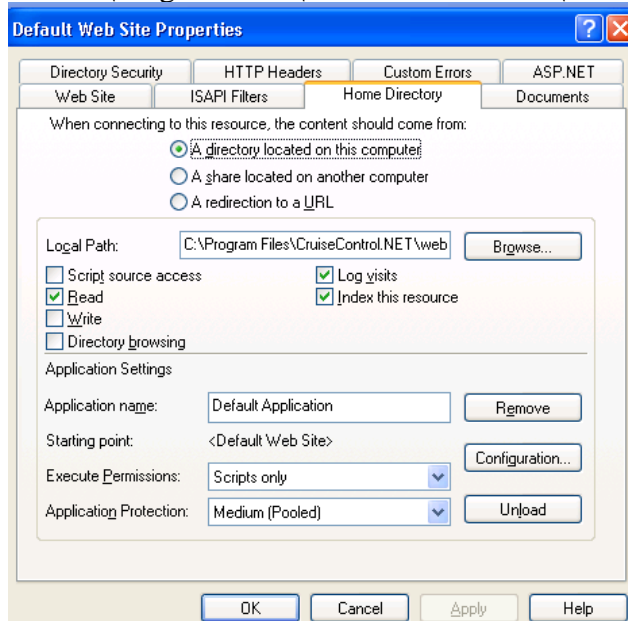 Default Web Site Properties
Directory Security HTTP Headers Custom Errors ASP.NET
Web Site ISAPI Filters Home Directory Documents
When connecting to this resource, the content should come from:
A directory located on this computer
A share located on another computer
A redirection to a URL
Local Path: C:\Program Files\CruiseControl.NET\web Browse...
Script source access Log visits
Read Index this resource
Write
Directory browsing
Application Settings
Application name: Default Application Remove
Starting point: <Default Web Site>
Configuration...
Execute Permissions: Scripts only
Application Protection: Medium (Pooled) Unload
OK Cancel Apply Help